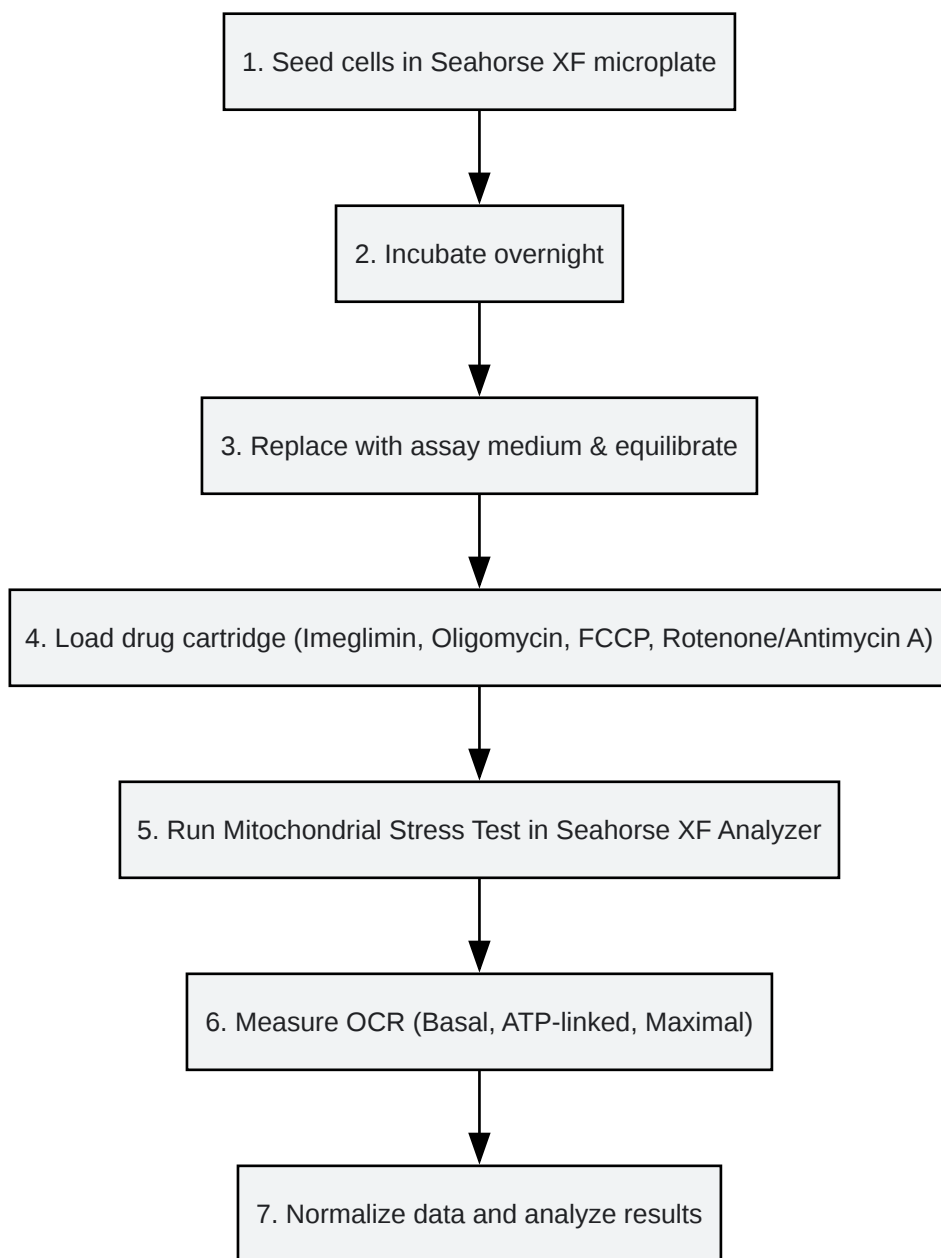 1. Seed cells in Seahorse XF microplate
2. Incubate overnight
3. Replace with assay medium & equilibrate
4. Load drug cartridge (Imeglimin, Oligomycin, FCCP, Rotenone/Antimycin A)
5. Run Mitochondrial Stress Test in Seahorse XF Analyzer
6. Measure OCR (Basal, ATP-linked, Maximal)
7. Normalize data and analyze results